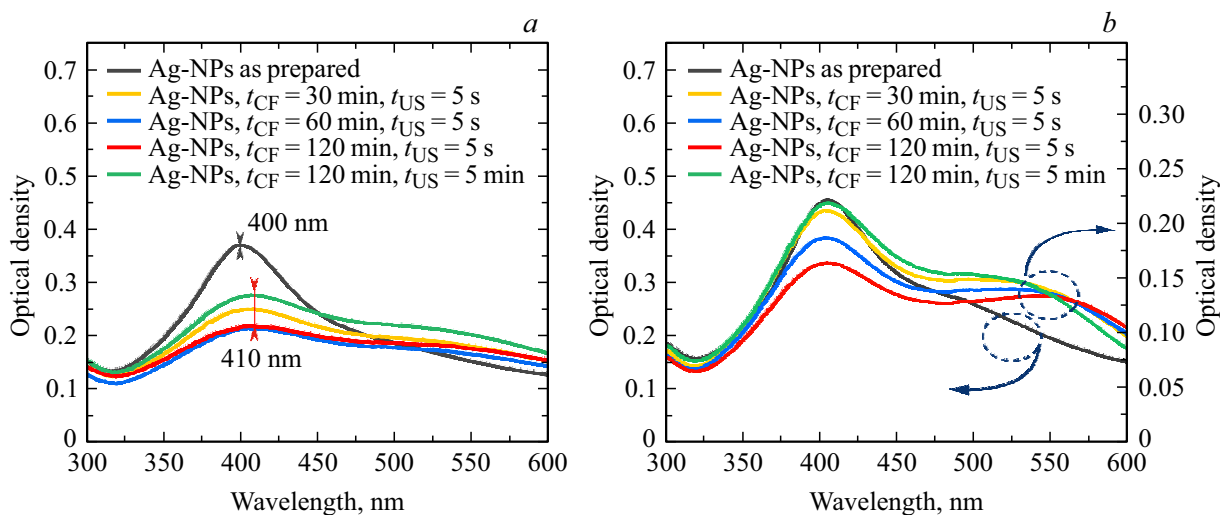 a
0.7
0.6
0.5
0.4
0.3
0.2
0.1
0
Optical density
Ag-NPs as prepared
Ag-NPs, tCF = 30 min, tUS = 5 s
Ag-NPs, tCF = 60 min, tUS = 5 s
Ag-NPs, tCF = 120 min, tUS = 5 s
Ag-NPs, tCF = 120 min, tUS = 5 min
400 nm
410 nm
300 350 400 450 500 550 600
Wavelength, nm
b
0.7
0.6
0.5
0.4
0.3
0.2
0.1
0
Optical density
Ag-NPs as prepared
Ag-NPs, tCF = 30 min, tUS = 5 s
Ag-NPs, tCF = 60 min, tUS = 5 s
Ag-NPs, tCF = 120 min, tUS = 5 s
Ag-NPs, tCF = 120 min, tUS = 5 min
0.30
0.25
0.20
0.15
0.10
0.05
0
Optical density
300 350 400 450 500 550 600
Wavelength, nm